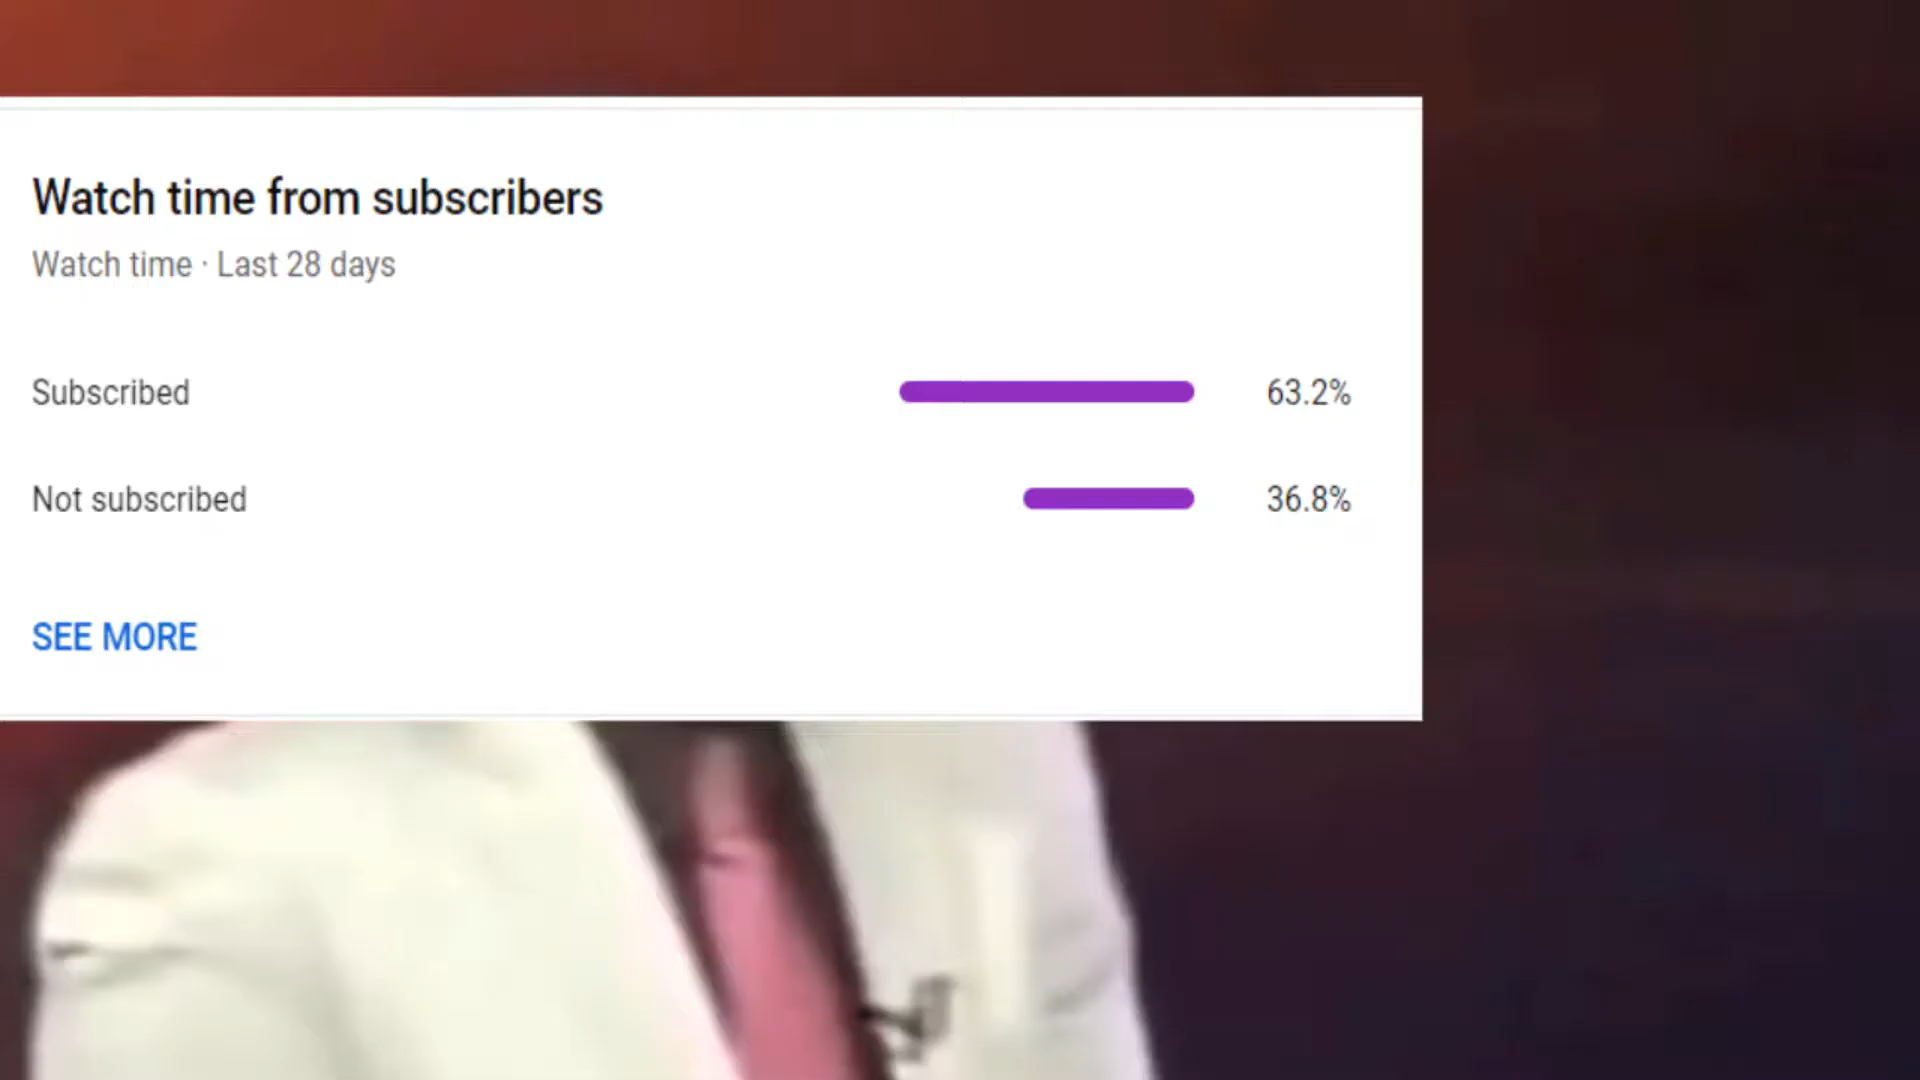 Watch time from subscribers
Watch time · Last 28 days
Subscribed 63.2%
Not subscribed 36.8%
SEE MORE